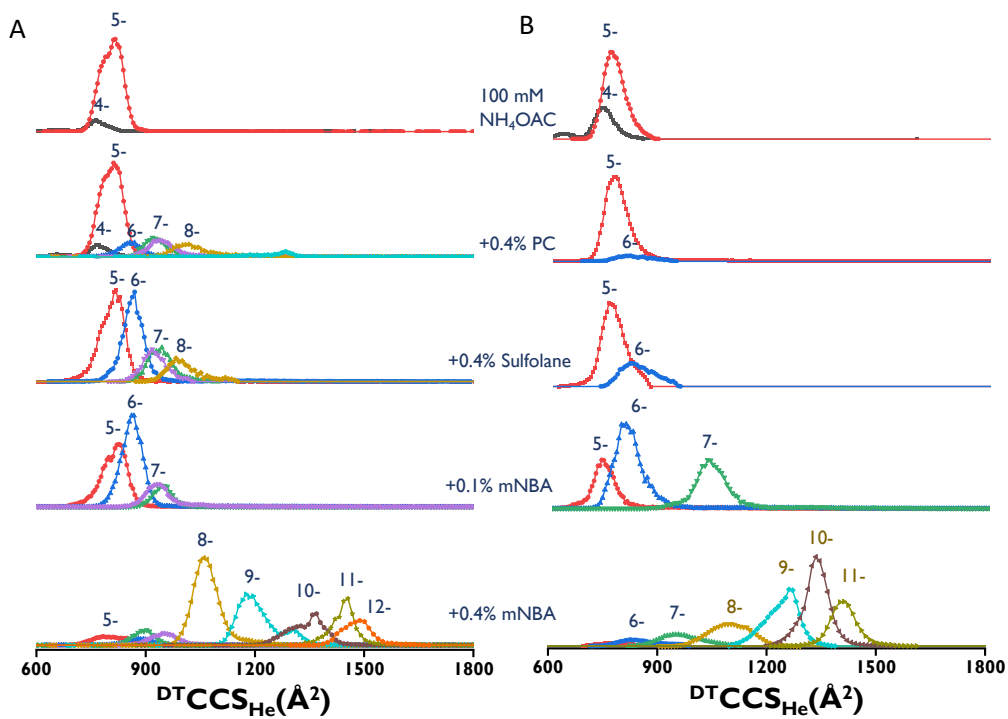 A
B
5-
4-
100 mM
NH₄OAC
5-
4-
5-
4-
6-
7-
8-
+0.4% PC
5-
6-
5-
6-
7-
8-
+0.4% Sulfolane
5-
6-
5-
6-
7-
+0.1% mNBA
5-
6-
7-
5-
8-
9-
10-
11-
12-
+0.4% mNBA
6-
7-
8-
9-
10-
11-
600 900 1200 1500 1800
600 900 1200 1500 1800
ᴰᵀCCS_He(Å²)
ᴰᵀCCS_He(Å²)